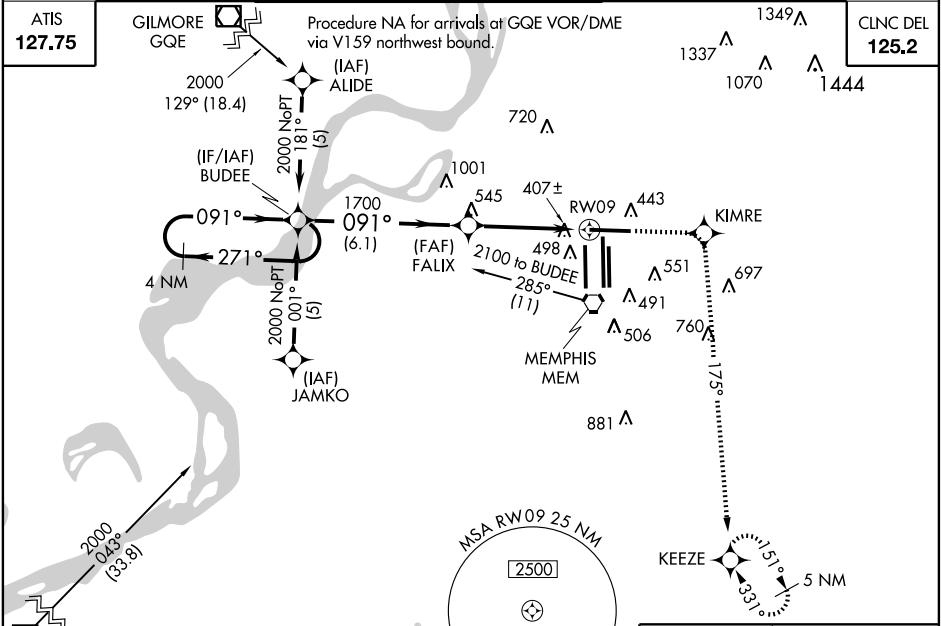 ATIS
127.75
GILMORE
GQE
Procedure NA for arrivals at GQE VOR/DME
via V159 northwest bound.
CLNC DEL
125.2
1349
1337
1070
1444
(IAF)
ALIDE
2000
129° (18.4)
2000 NoPT
181°
(5)
720
(IF/IAF)
BUDEE
1001
545
407±
RW09
443
KIMRE
091°
1700
091°
(6.1)
(FAF)
FALIX
498
2100 to BUDEE
285°
(11)
271°
4 NM
551
697
491
506
760
2000 NoPT
001°
(5)
MEMPHIS
MEM
(IAF)
JAMKO
175°
881
2000
043°
(33.8)
MSA RW09 25 NM
2500
KEEZE
151°
331°
5 NM